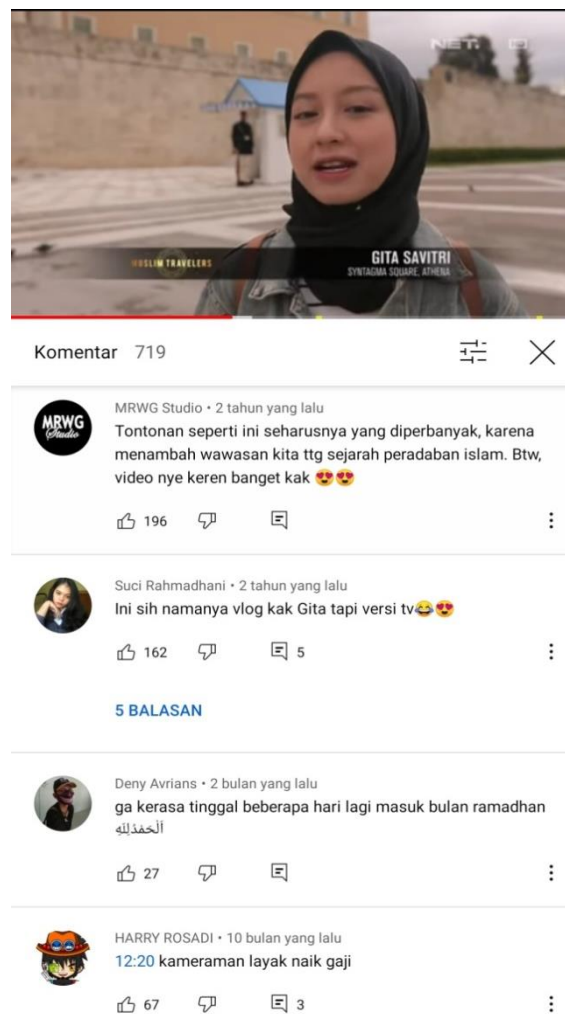 NET.
MUSLIM TRAVELERS
GITA SAVITRI
SYNTAGMA SQUARE, ATHENA
Komentar 719
MRWG Studio
MRWG Studio • 2 tahun yang lalu
Tontonan seperti ini seharusnya yang diperbanyak, karena
menambah wawasan kita ttg sejarah peradaban islam. Btw,
video nye keren banget kak 😍😍
196
Suci Rahmadhani • 2 tahun yang lalu
Ini sih namanya vlog kak Gita tapi versi tv😂😍
162 5
5 BALASAN
Deny Avrians • 2 bulan yang lalu
ga kerasa tinggal beberapa hari lagi masuk bulan ramadhan
اَلْحَمْدُلِلّٰهِ
27
HARRY ROSADI • 10 bulan yang lalu
12:20 kameraman layak naik gaji
67 3